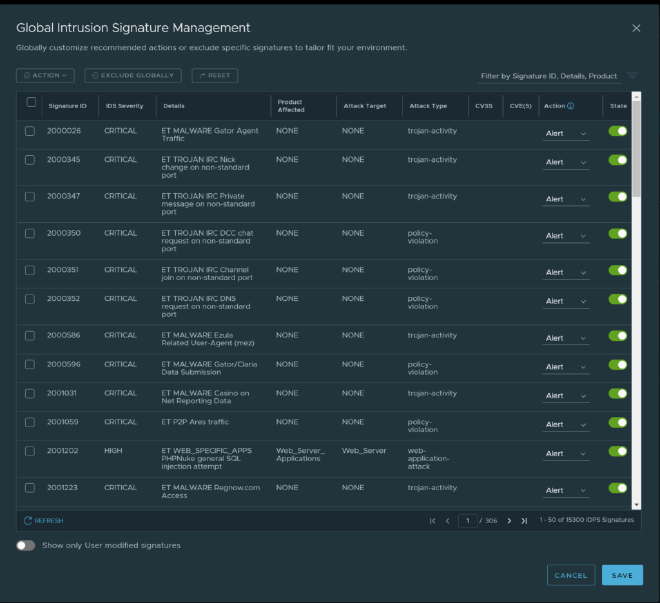 Global Intrusion Signature Management
Globally customize recommended actions or exclude specific signatures to tailor fit your environment.
ACTION
EXCLUDE GLOBALLY
RESET
Filter by Signature ID, Details, Product
Signature ID IDS Severity Details Product Affected Attack Target Attack Type CVSS CVE(S) Action State
2000026 CRITICAL ET MALWARE Gator Agent NONE NONE trojan-activity Alert
Traffic
2000345 CRITICAL ET TROJAN IRC Nick NONE NONE trojan-activity Alert
change on non-standard
port
2000347 CRITICAL ET TROJAN IRC Private NONE NONE trojan-activity Alert
message on non-standard
port
2000350 CRITICAL ET TROJAN IRC DCC chat NONE NONE policy- Alert
request on non-standard violation
port
2000351 CRITICAL ET TROJAN IRC Channel NONE NONE policy- Alert
join on non-standard port violation
2000352 CRITICAL ET TROJAN IRC DNS NONE NONE policy- Alert
request on non-standard violation
port
2000586 CRITICAL ET MALWARE Ezula NONE NONE trojan-activity Alert
Related User-Agent (mez)
2000596 CRITICAL ET MALWARE Gator/Claria NONE NONE policy- Alert
Data Submission violation
2001031 CRITICAL ET MALWARE Casino on NONE NONE trojan-activity Alert
Net Reporting Data
2001059 CRITICAL ET P2P Ares traffic NONE NONE policy- Alert
violation
2001202 HIGH ET WEB_SPECIFIC_APPS Web_Server_ Web_Server web- Alert
PHPNuke general SQL Applications application-
injection attempt attack
2001223 CRITICAL ET MALWARE Regnow.com NONE NONE trojan-activity Alert
Access
REFRESH
1 / 306
1 - 50 of 15300 IDPS Signatures
Show only User modified signatures
CANCEL
SAVE